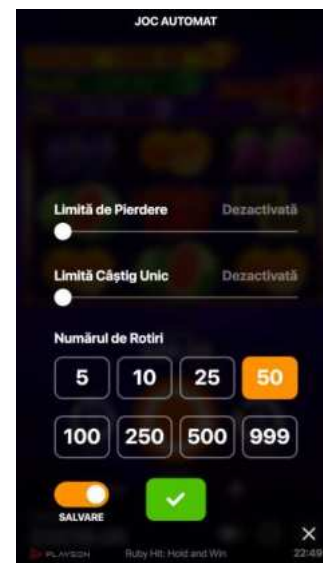 JOC AUTOMAT
Limită de Pierdere Dezactivată
Limită Câștig Unic Dezactivată
Numărul de Rotiri
5 10 25 50
100 250 500 999
SALVARE
PLAYSON Ruby Hit: Hold and Win 22:49